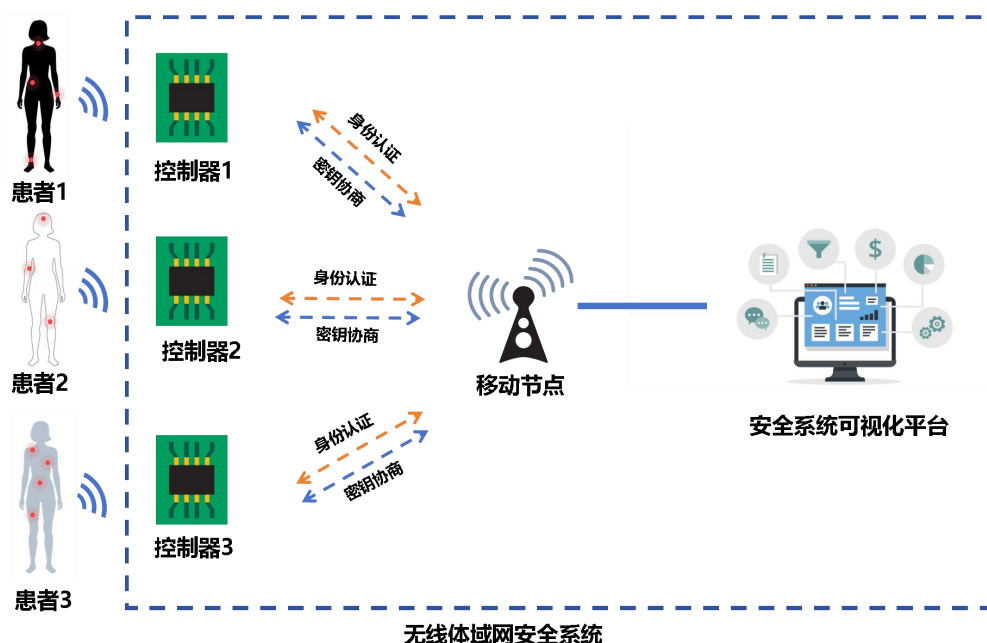 患者1
控制器1
身份认证
密钥协商
患者2
控制器2
身份认证
密钥协商
移动节点
安全系统可视化平台
患者3
控制器3
身份认证
密钥协商
$
无线体域网安全系统